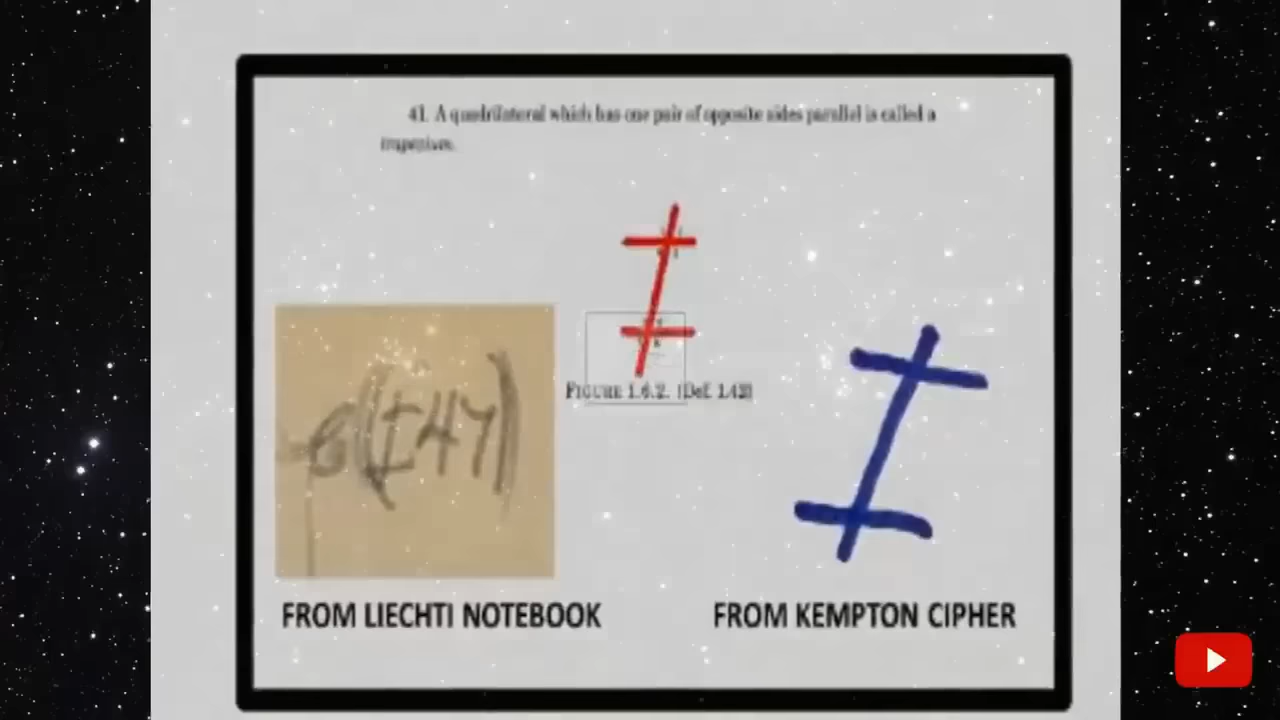 41. A quadrilateral which has one pair of opposite sides parallel is called a
trapezium.
FIGURE 1.6.2. (Def. 1.42)
FROM LIECHTI NOTEBOOK
FROM KEMPTON CIPHER